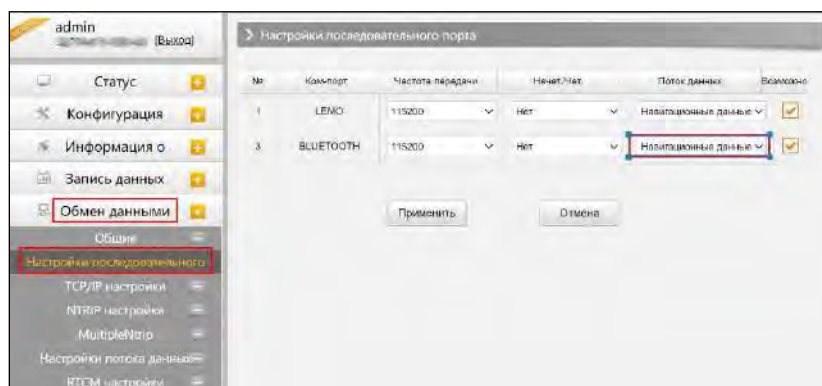 admin
[Выход]
Настройки последовательного порта
Статус
Конфигурация
Информация о
Запись данных
Обмен данными
Общие
Настройки последовательного
TCP/IP настройки
NTRIP настройки
MultipleNtrip
Настройки потока данных
RTCM настройки
№ Ком-порт Частота передачи Нечет./Чет. Поток данных Возможно
1 LEMO 115200 Нет Навигационные данные
3 BLUETOOTH 115200 Нет Навигационные данные
Применить Отмена